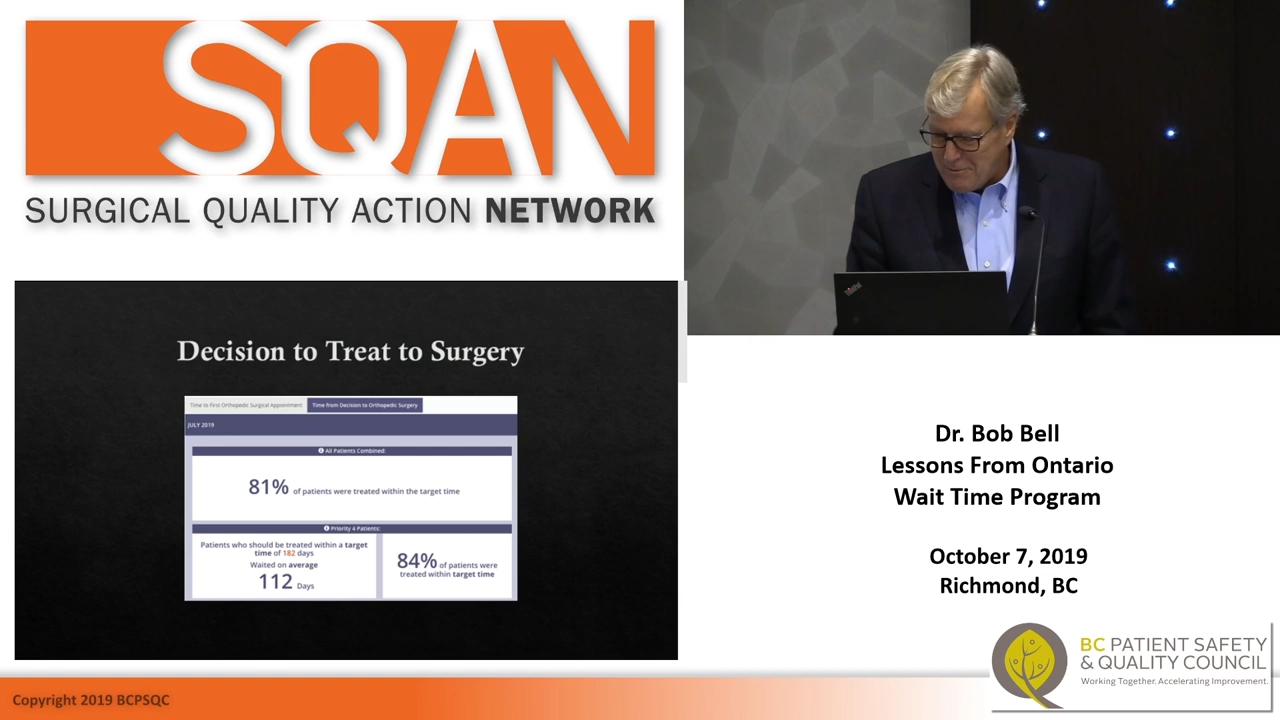 SQAN
SURGICAL QUALITY ACTION NETWORK
Decision to Treat to Surgery
Time to First Orthopedic Surgical Appointment
Time from Decision to Orthopedic Surgery
JULY 2019
All Patients Combined:
81% of patients were treated within the target time
Priority 4 Patients:
Patients who should be treated within a target
time of 182 days
Waited on average
112 Days
84% of patients were
treated within target time
ThinkPad
Dr. Bob Bell
Lessons From Ontario
Wait Time Program
October 7, 2019
Richmond, BC
BC PATIENT SAFETY
& QUALITY COUNCIL
Working Together. Accelerating Improvement.
Copyright 2019 BCPSQC